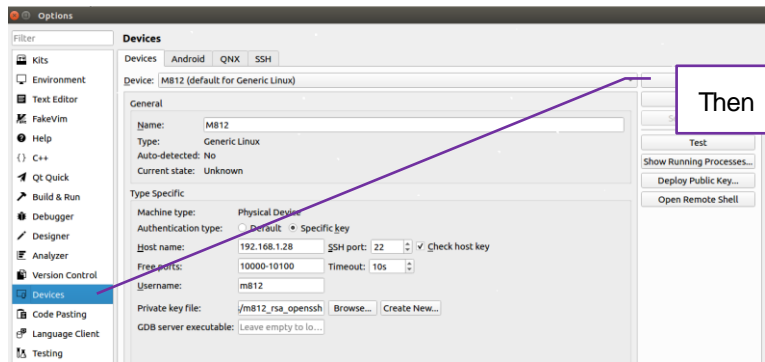 Options
Filter
Devices
Kits
Environment
Text Editor
FakeVim
Help
{} C++
Qt Quick
Build & Run
Debugger
Designer
Analyzer
Version Control
Devices
Code Pasting
Language Client
Testing
Devices Android QNX SSH
Device: M812 (default for Generic Linux)
General
Name: M812
Type: Generic Linux
Auto-detected: No
Current state: Unknown
Type Specific
Machine type: Physical Device
Authentication type: Default Specific key
Host name: 192.168.1.28 SSH port: 22 Check host key
Free ports: 10000-10100 Timeout: 10s
Username: m812
Private key file: /m812_rsa_openssh Browse... Create New...
GDB server executable: Leave empty to lo...
Then
Test
Show Running Processes...
Deploy Public Key...
Open Remote Shell